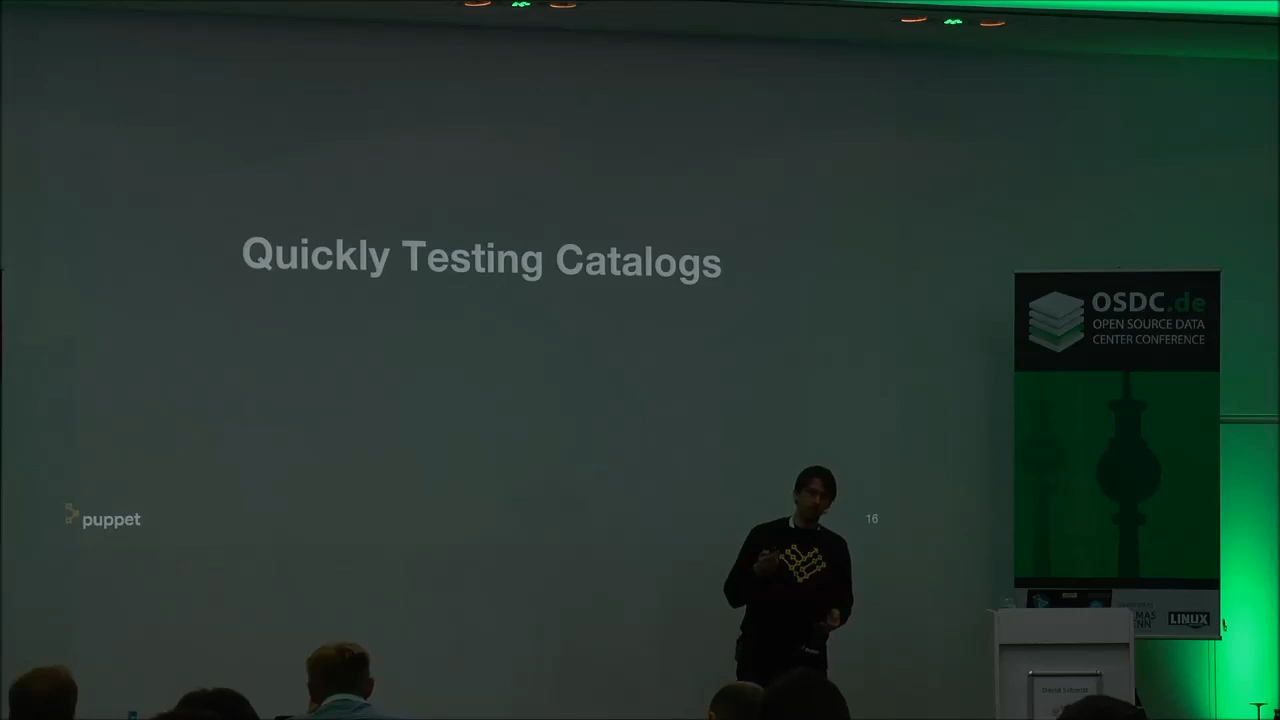 Quickly Testing Catalogs
puppet
16
OSDC.de
OPEN SOURCE DATA
CENTER CONFERENCE
LINUX